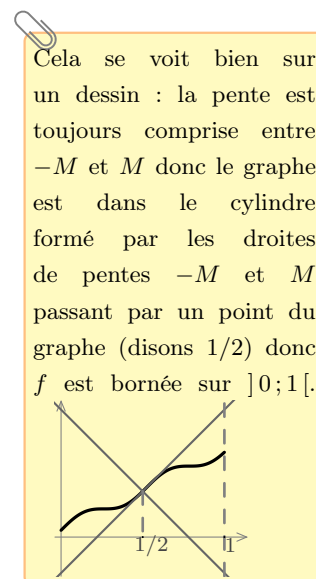 Cela se voit bien sur
un dessin : la pente est
toujours comprise entre
−M et M donc le graphe
est dans le cylindre
formé par les droites
de pentes −M et M
passant par un point du
graphe (disons 1/2) donc
f est bornée sur ]0;1[.
1/2 1